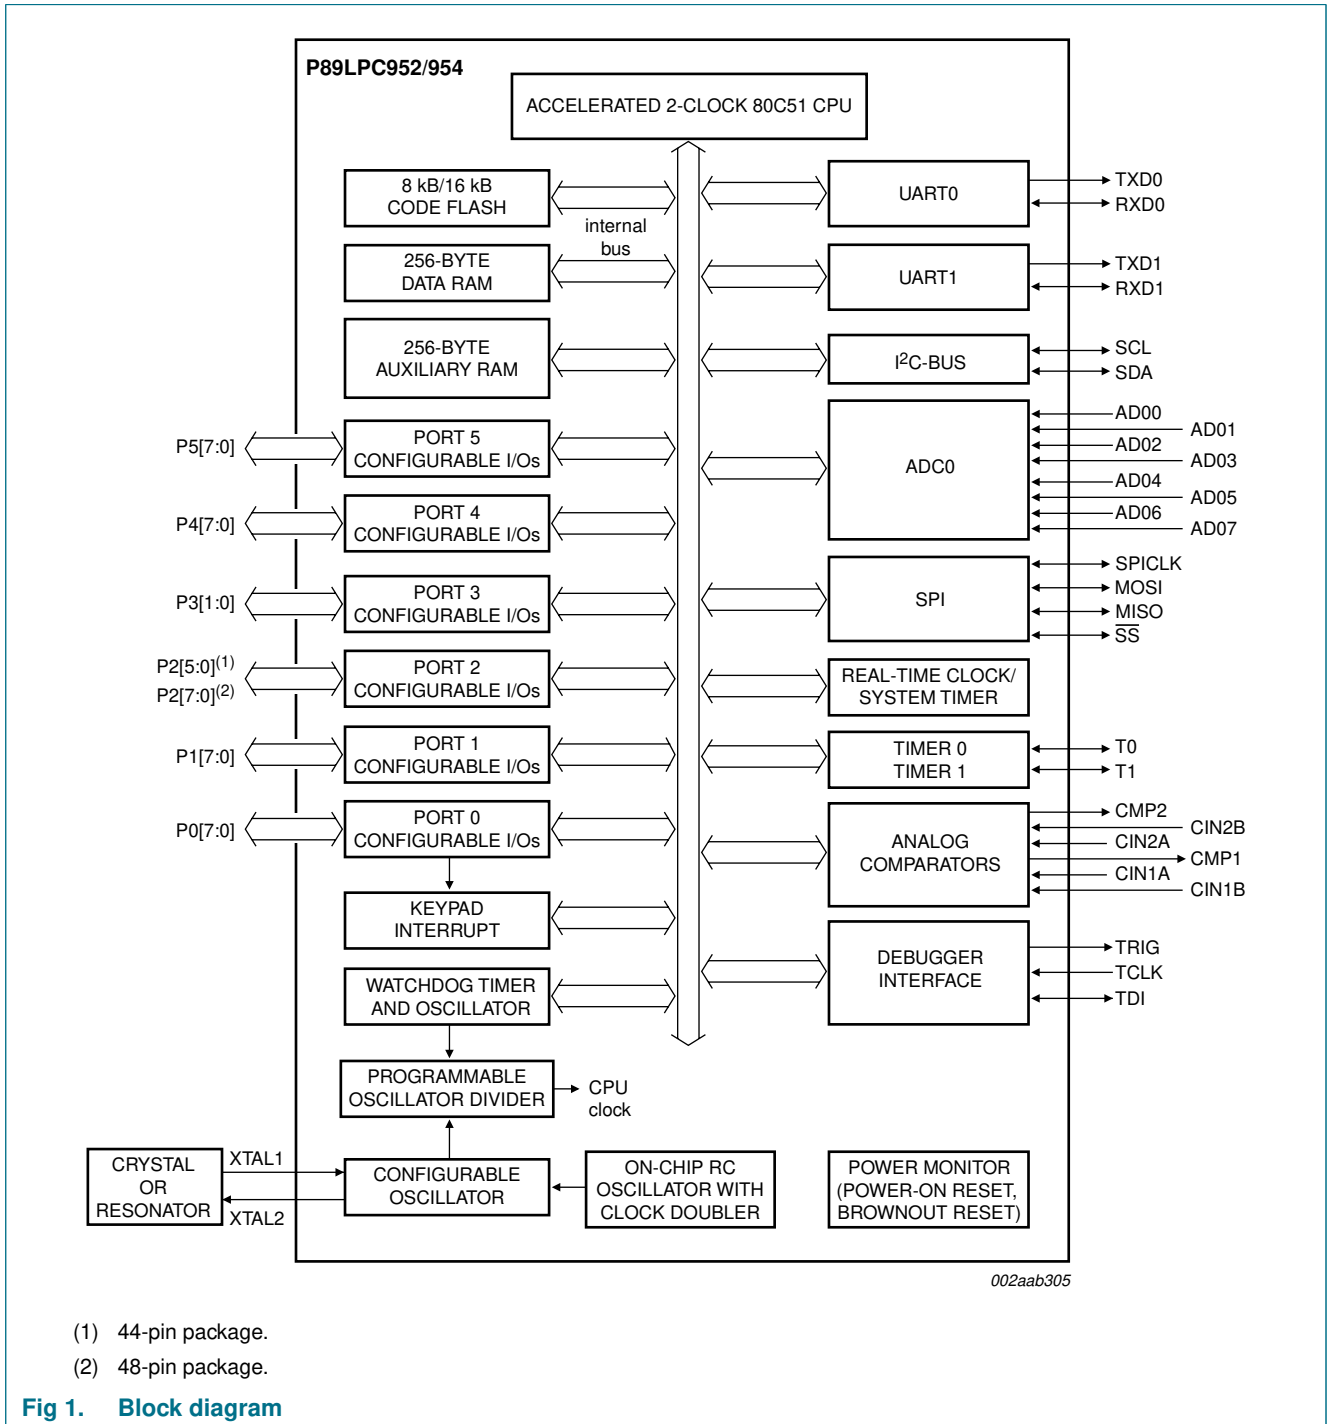 P89LPC952/954
ACCELERATED 2-CLOCK 80C51 CPU
8 kB/16 kB
CODE FLASH
internal
bus
256-BYTE
DATA RAM
256-BYTE
AUXILIARY RAM
P5[7:0]
PORT 5
CONFIGURABLE I/Os
P4[7:0]
PORT 4
CONFIGURABLE I/Os
P3[1:0]
PORT 3
CONFIGURABLE I/Os
P2[5:0](1)
P2[7:0](2)
PORT 2
CONFIGURABLE I/Os
P1[7:0]
PORT 1
CONFIGURABLE I/Os
P0[7:0]
PORT 0
CONFIGURABLE I/Os
KEYPAD
INTERRUPT
WATCHDOG TIMER
AND OSCILLATOR
PROGRAMMABLE
OSCILLATOR DIVIDER
CPU
clock
CRYSTAL
OR
RESONATOR
XTAL1
XTAL2
CONFIGURABLE
OSCILLATOR
ON-CHIP RC
OSCILLATOR WITH
CLOCK DOUBLER
UART0
TXD0
RXD0
UART1
TXD1
RXD1
I2C-BUS
SCL
SDA
ADC0
AD00
AD01
AD02
AD03
AD04
AD05
AD06
AD07
SPI
SPICLK
MOSI
MISO
SS
REAL-TIME CLOCK/
SYSTEM TIMER
TIMER 0
TIMER 1
T0
T1
ANALOG
COMPARATORS
CMP2
CIN2B
CIN2A
CMP1
CIN1A
CIN1B
DEBUGGER
INTERFACE
TRIG
TCLK
TDI
POWER MONITOR
(POWER-ON RESET,
BROWNOUT RESET)
002aab305
(1) 44-pin package.
(2) 48-pin package.
Fig 1. Block diagram